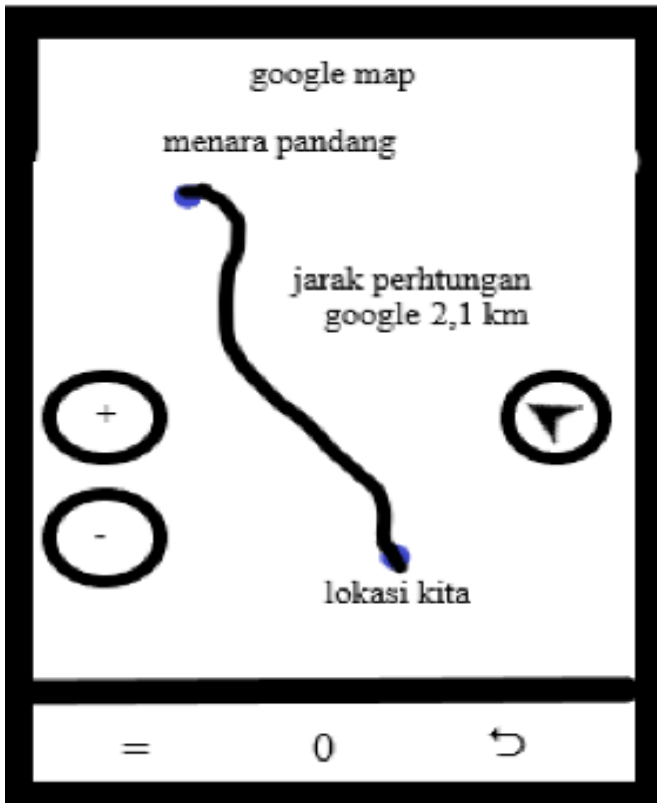 google map
menara pandang
jarak perhtungan
google 2,1 km
+
-
lokasi kita
= 0 ⮌